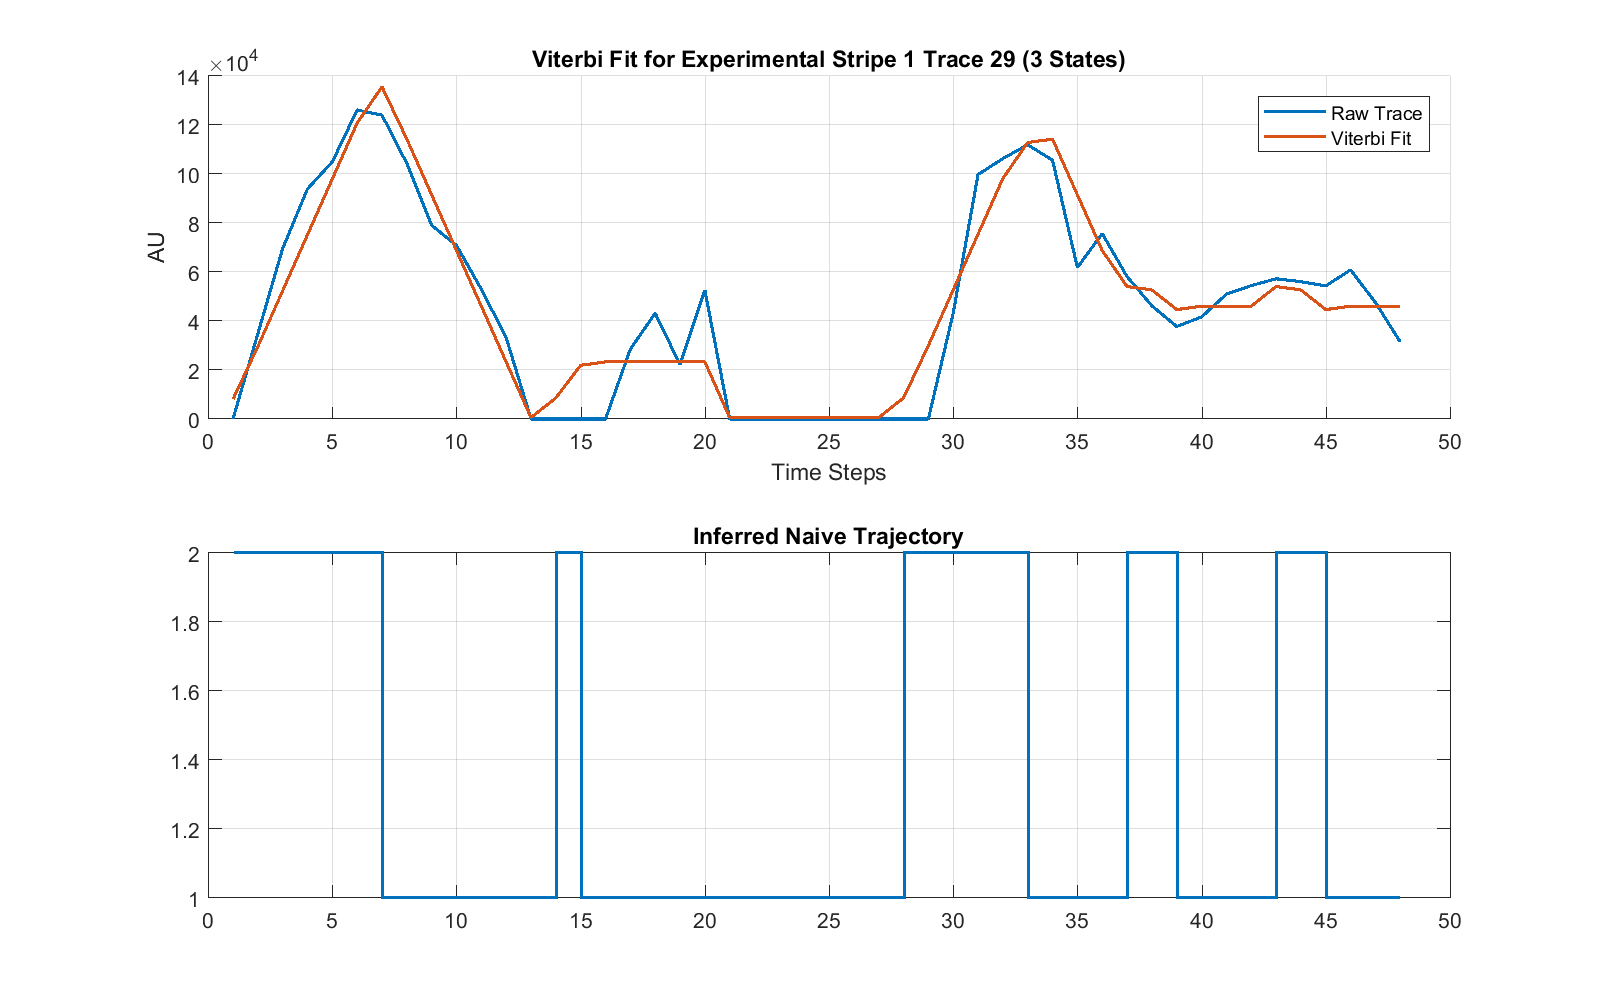 Viterbi Fit for Experimental Stripe 1 Trace 29 (3 States)
×10⁴
14
12
10
8
6
4
2
0
AU
Raw Trace
Viterbi Fit
0 5 10 15 20 25 30 35 40 45 50
Time Steps
Inferred Naive Trajectory
2
1.8
1.6
1.4
1.2
1
0 5 10 15 20 25 30 35 40 45 50